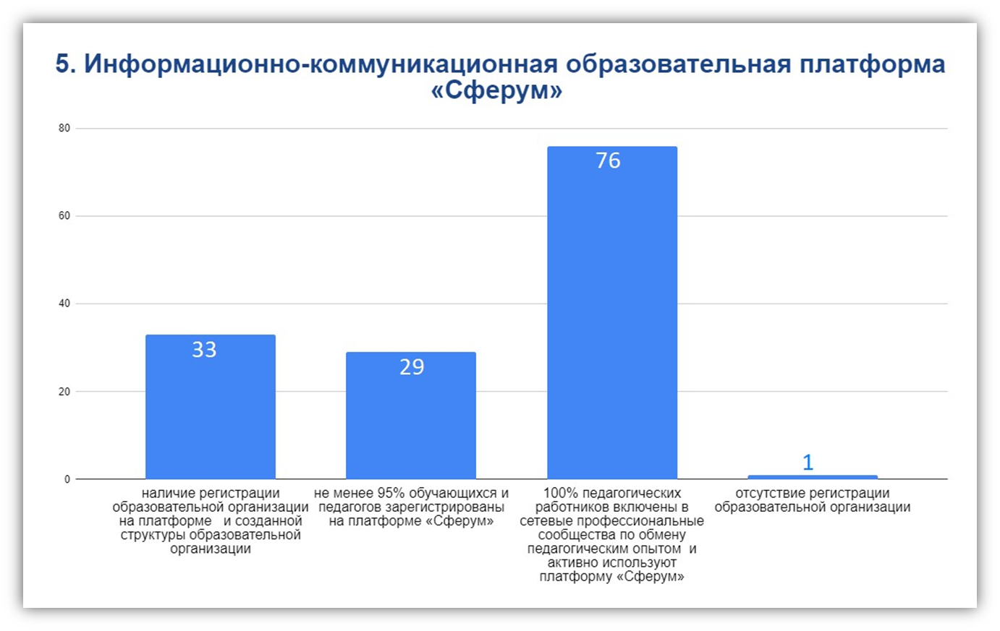 5. Информационно-коммуникационная образовательная платформа
«Сферум»
80
60
40
20
0
33
29
76
1
наличие регистрации
образовательной организации
на платформе и созданной
структуры образовательной
организации
не менее 95% обучающихся и
педагогов зарегистрированы
на платформе «Сферум»
100% педагогических
работников включены в
сетевые профессиональные
сообщества по обмену
педагогическим опытом и
активно используют
платформу «Сферум»
отсутствие регистрации
образовательной организации